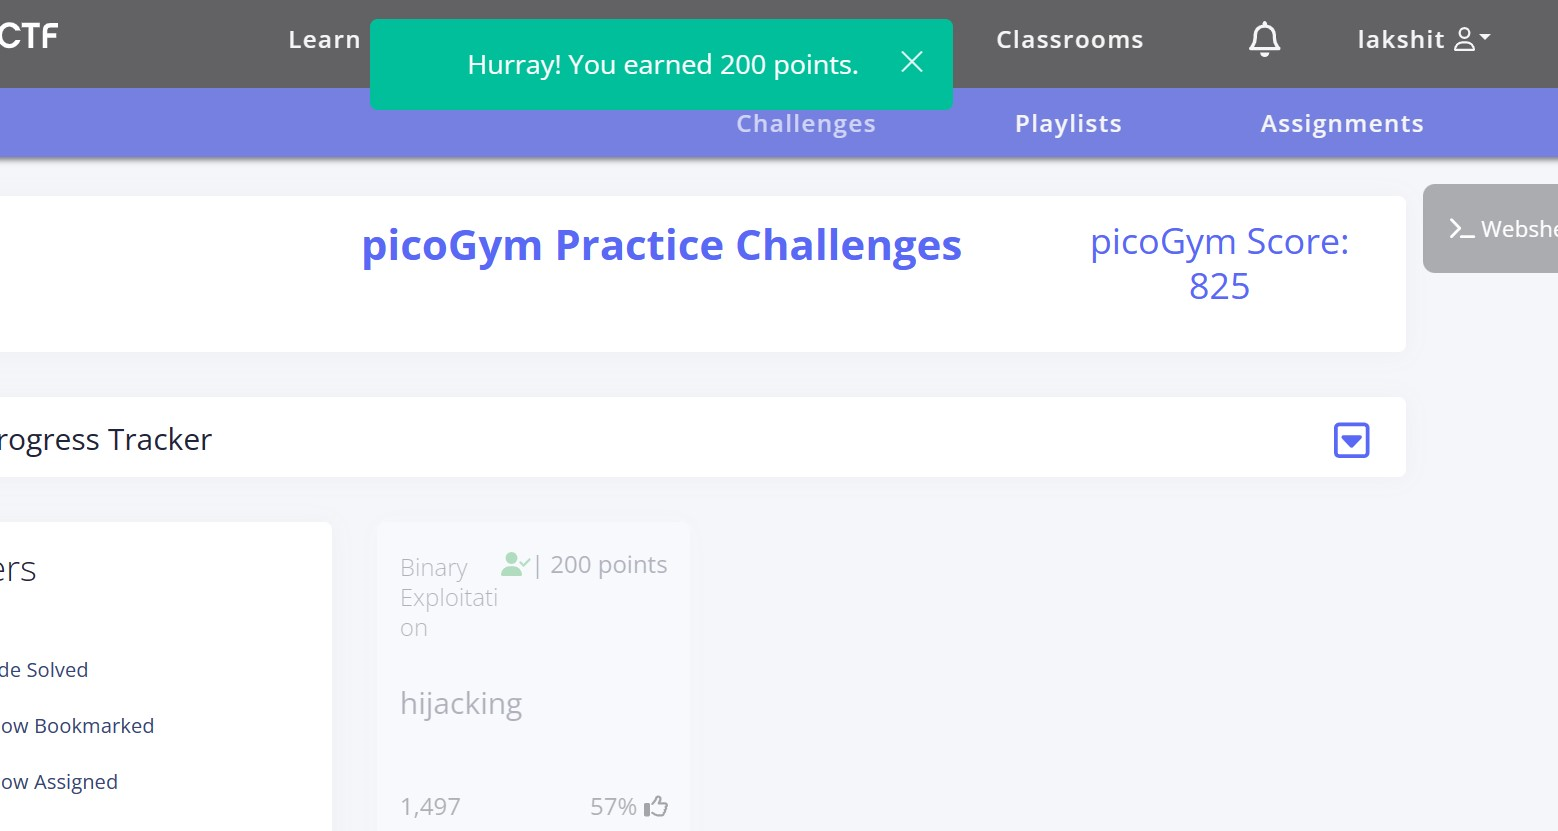 CTF
Learn
Hurray! You earned 200 points.
Classrooms
lakshit
Challenges
Playlists
Assignments
picoGym Practice Challenges
picoGym Score:
825
Webshe
rogress Tracker
ers
de Solved
ow Bookmarked
ow Assigned
Binary
Exploitati
on
| 200 points
hijacking
1,497
57%